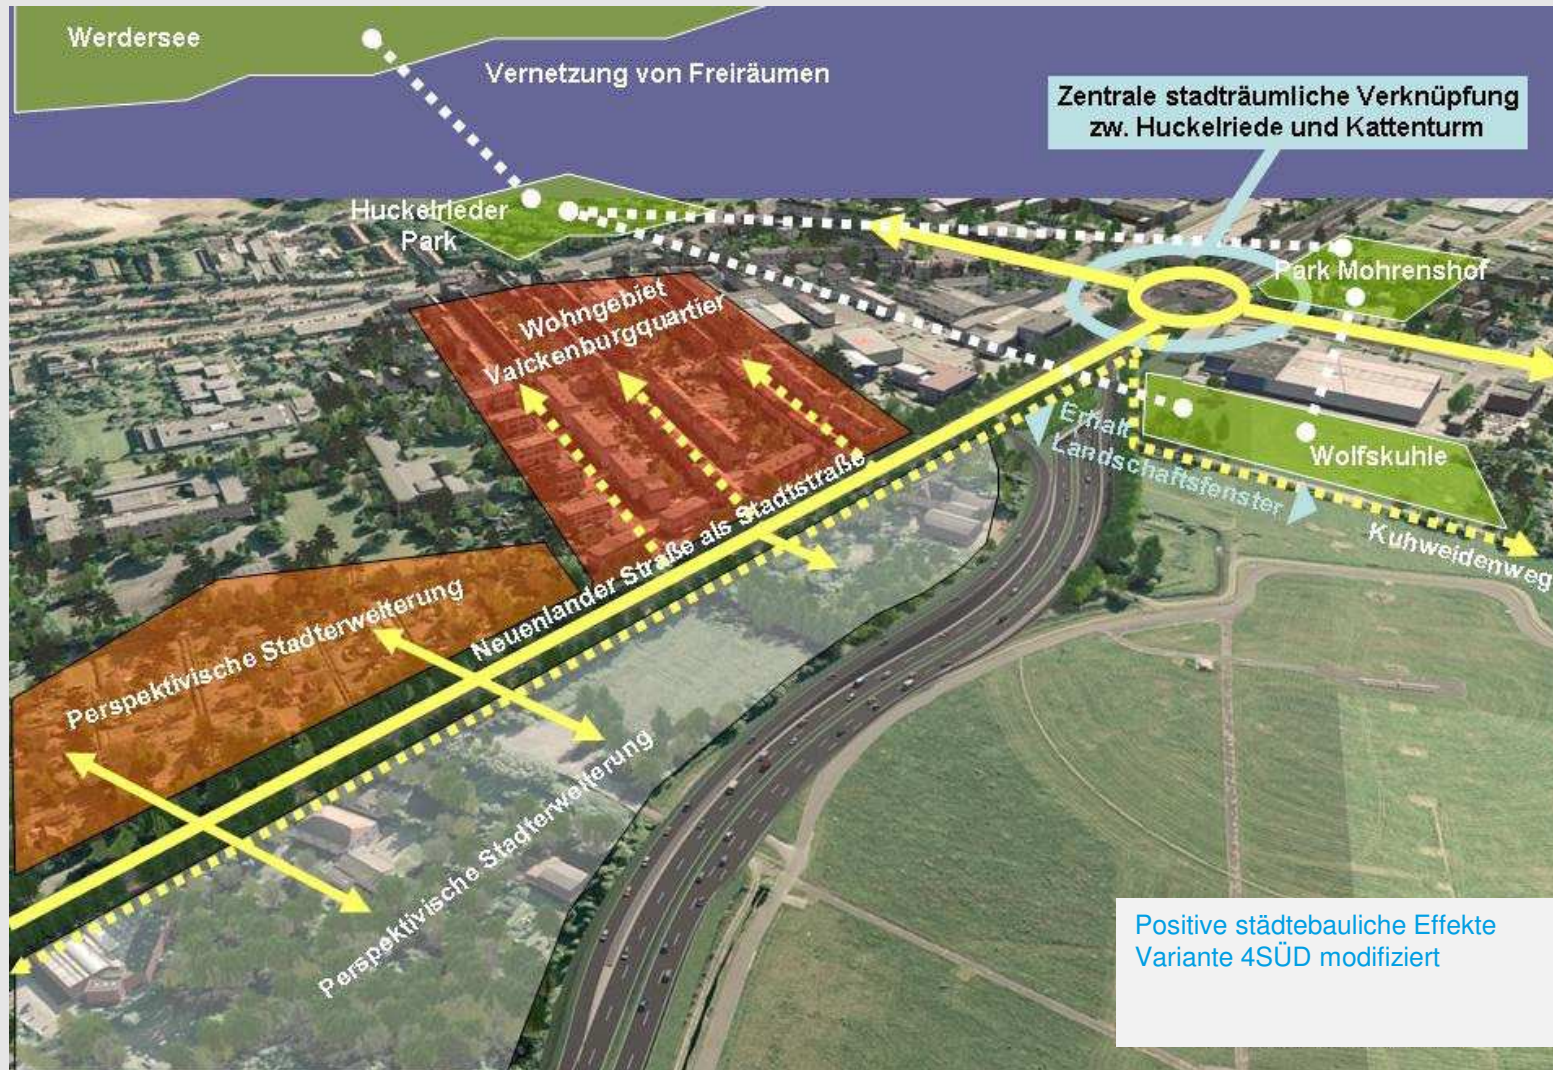 Werdersee
Vernetzung von Freiräumen
Zentrale stadträumliche Verknüpfung
zw. Huckelriede und Kattenturm
Huckelrieder
Park
Park Mohrenshof
Wohngebiet
Valckenburgquartier
Erhalt
Landschaftsfenster
Wolfskuhle
Kuhweidenweg
Neuenlander Straße als Stadtstraße
Perspektivische Stadterweiterung
Perspektivische Stadterweiterung
Positive städtebauliche Effekte
Variante 4SÜD modifiziert